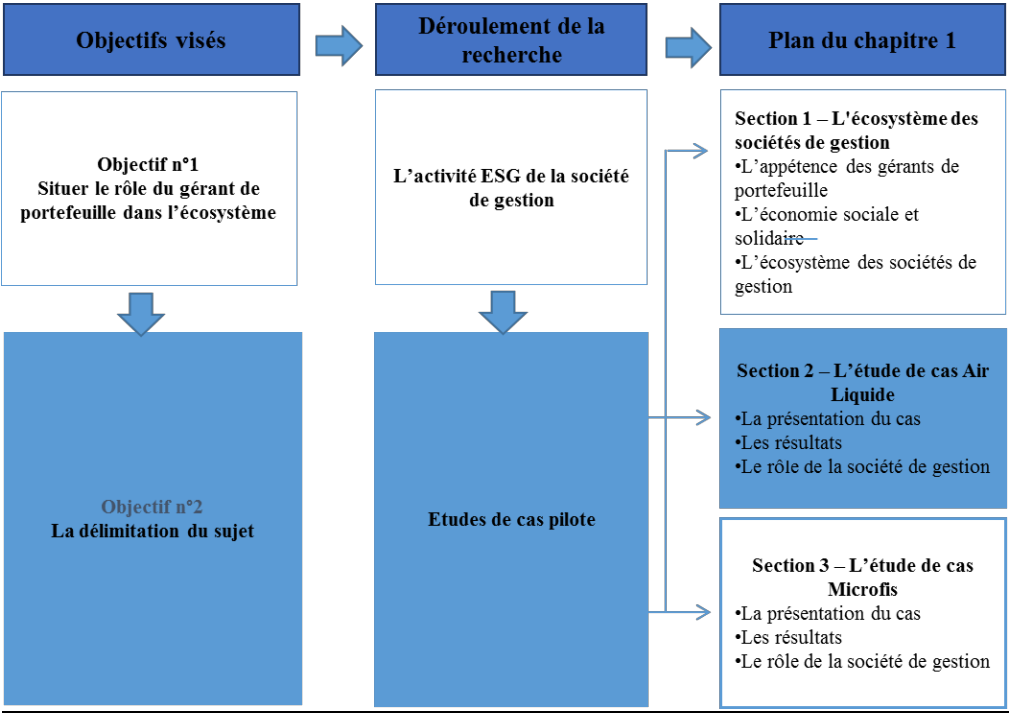 Objectifs visés
Déroulement de la
recherche
Plan du chapitre 1
Objectif n°1
Situer le rôle du gérant de
portefeuille dans l’écosystème
L’activité ESG de la société
de gestion
Section 1 – L'écosystème des
sociétés de gestion
•L’appétence des gérants de
portefeuille
•L’économie sociale et
solidaire
•L’écosystème des sociétés de
gestion
Objectif n°2
La délimitation du sujet
Etudes de cas pilote
Section 2 – L’étude de cas Air
Liquide
•La présentation du cas
•Les résultats
•Le rôle de la société de gestion
Section 3 – L’étude de cas
Microfis
•La présentation du cas
•Les résultats
•Le rôle de la société de gestion